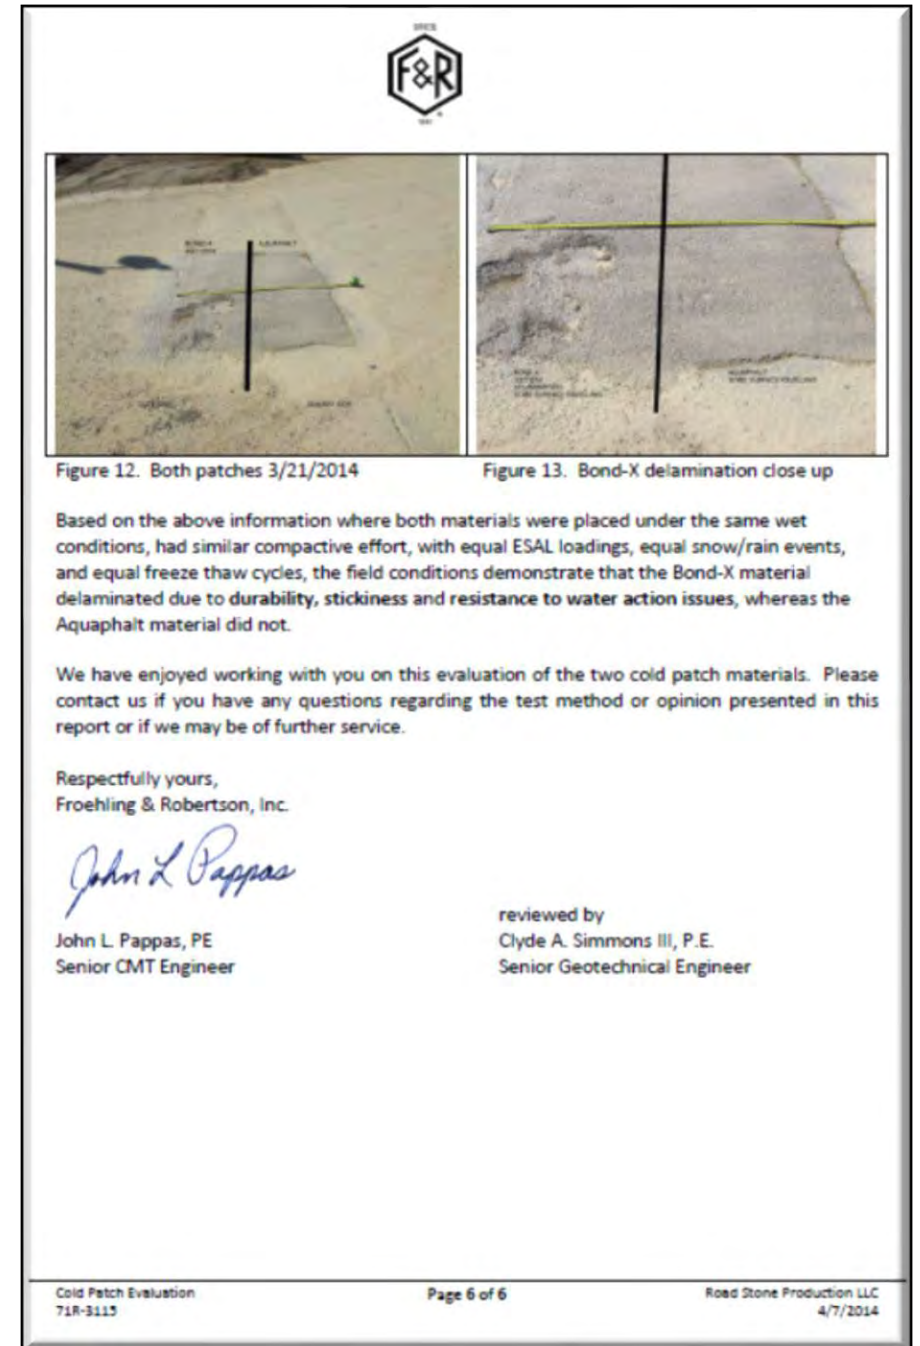 F&R
BOND-X
AQUAPHALT
Figure 12. Both patches 3/21/2014
Figure 13. Bond-X delamination close up
Based on the above information where both materials were placed under the same wet
conditions, had similar compactive effort, with equal ESAL loadings, equal snow/rain events,
and equal freeze thaw cycles, the field conditions demonstrate that the Bond-X material
delaminated due to durability, stickiness and resistance to water action issues, whereas the
Aquaphalt material did not.
We have enjoyed working with you on this evaluation of the two cold patch materials. Please
contact us if you have any questions regarding the test method or opinion presented in this
report or if we may be of further service.
Respectfully yours,
Froehling & Robertson, Inc.
John L Pappas
John L. Pappas, PE
Senior CMT Engineer
reviewed by
Clyde A. Simmons III, P.E.
Senior Geotechnical Engineer
Cold Patch Evaluation
71R-3115
Page 6 of 6
Road Stone Production LLC
4/7/2014